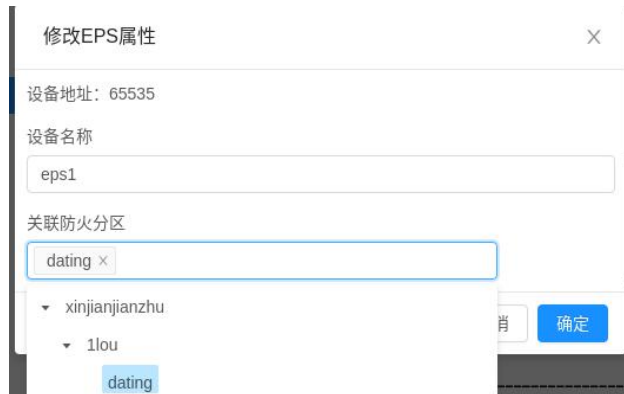 修改EPS属性
设备地址：65535
设备名称
eps1
关联防火分区
dating
xinjianjianzhu
1lou
dating
消 确定